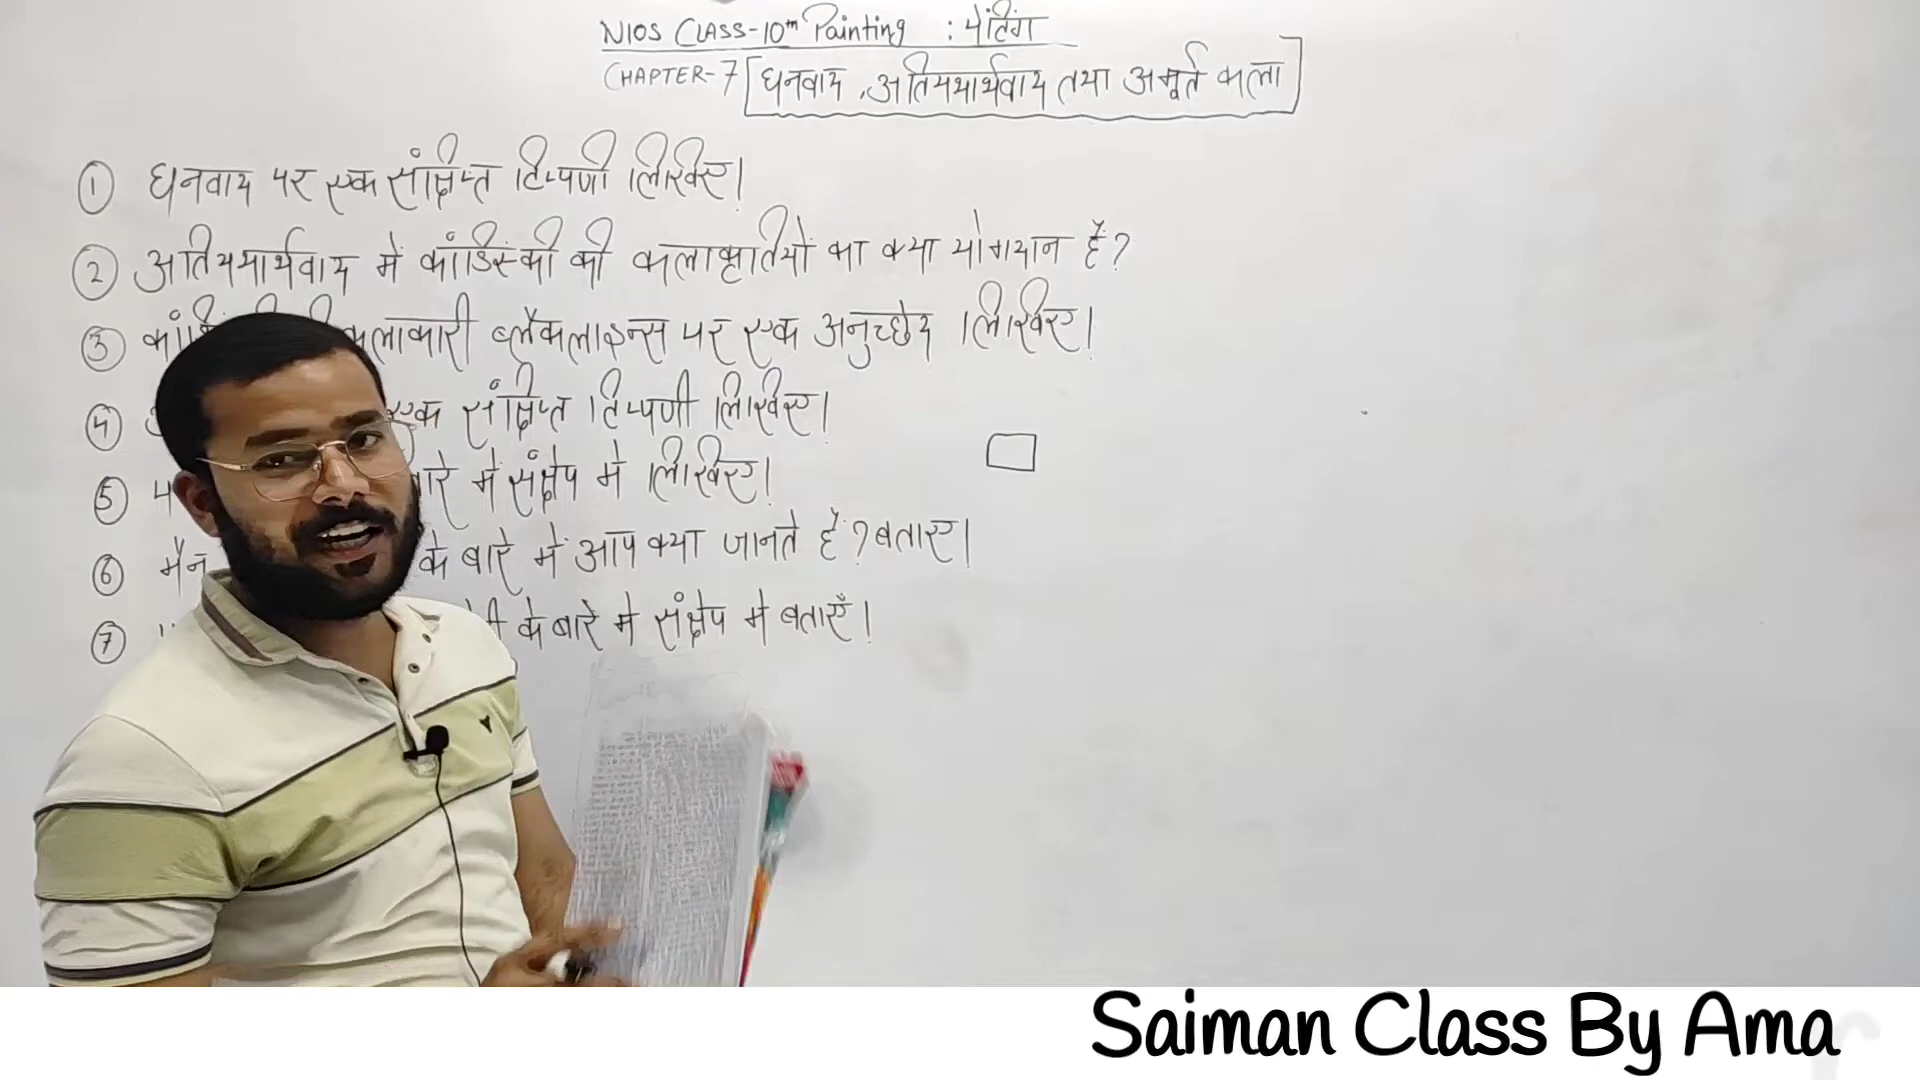 NIOS CLASS-10th Painting : पेंटिंग
CHAPTER-7 [घनवाद, अतियथार्थवाद तथा अमूर्त कला]
① घनवाद पर एक संक्षिप्त टिप्पणी लिखिए।
② अतियथार्थवाद में कांडिंस्की की कलाकृतियों का क्या योगदान है?
③ कलाकारी ब्लैकलाइन्स पर एक अनुच्छेद लिखिए।
④ एक संक्षिप्त टिप्पणी लिखिए।
⑤ में संक्षेप में लिखिए।
⑥ के बारे में आप क्या जानते हैं? बताए।
⑦ के बारे में संक्षेप में बताएँ।
Saiman Class By Ama